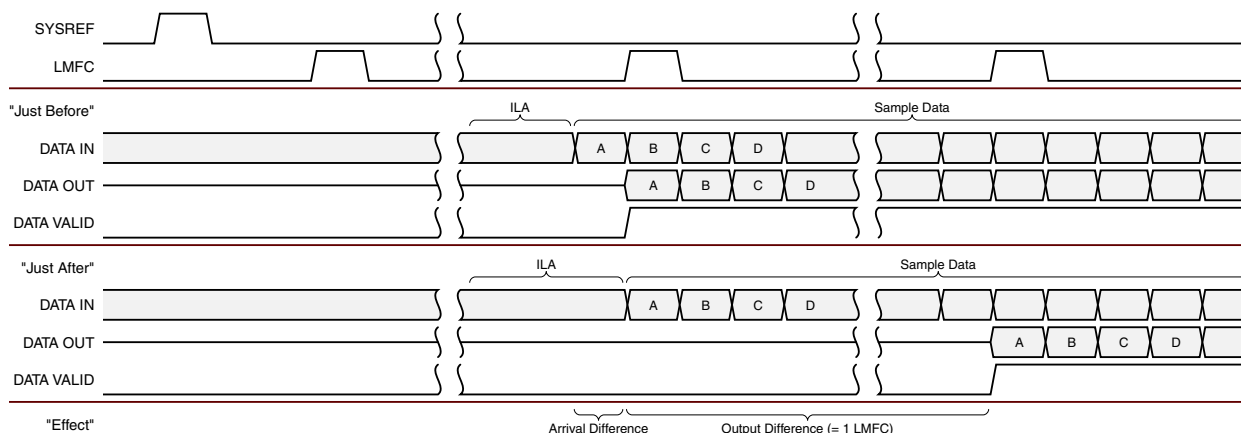 SYSREF
LMFC
"Just Before"
ILA
Sample Data
DATA IN
A B C D
DATA OUT
A B C D
DATA VALID
"Just After"
ILA
Sample Data
DATA IN
A B C D
DATA OUT
A B C D
DATA VALID
"Effect"
Arrival Difference
Output Difference (= 1 LMFC)